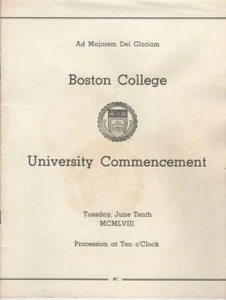 Ad Majorem Dei Gloriam
Boston College
University Commencement
Tuesday, June Tenth
MCMLVIII
Procession at Ten o'Clock